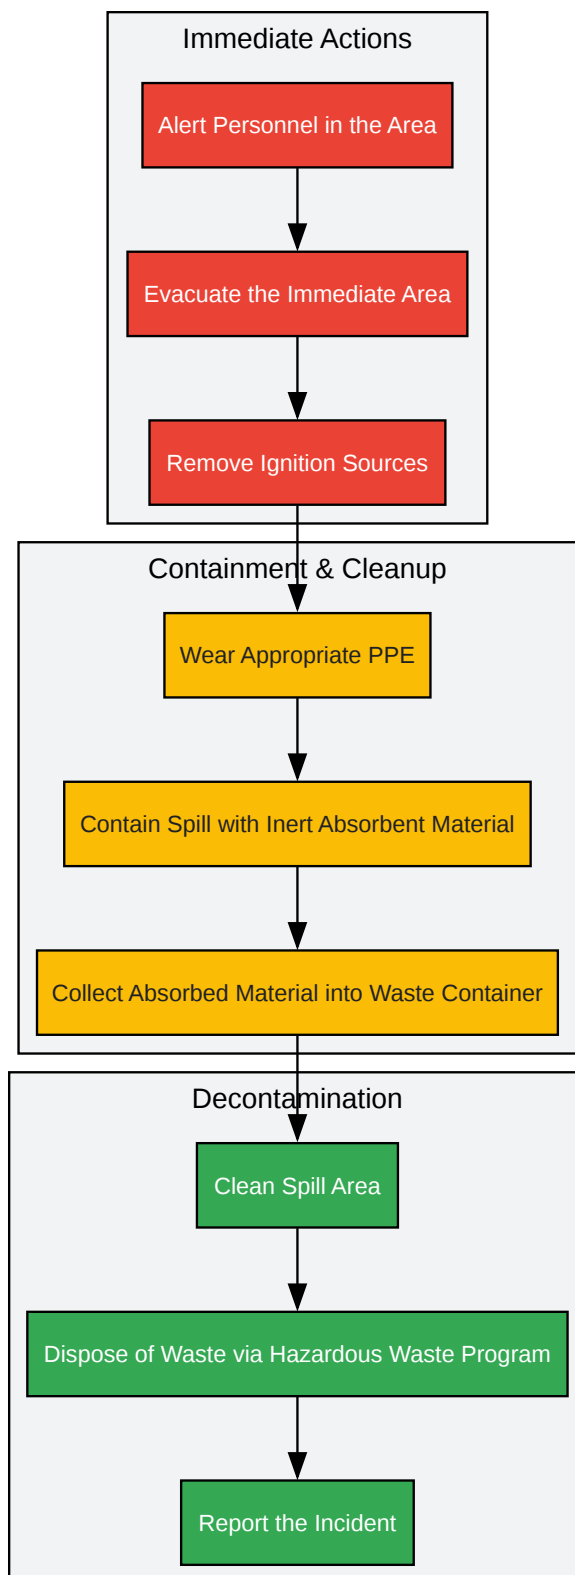 Immediate Actions
Alert Personnel in the Area
Evacuate the Immediate Area
Remove Ignition Sources
Containment & Cleanup
Wear Appropriate PPE
Contain Spill with Inert Absorbent Material
Collect Absorbed Material into Waste Container
Decontamination
Clean Spill Area
Dispose of Waste via Hazardous Waste Program
Report the Incident